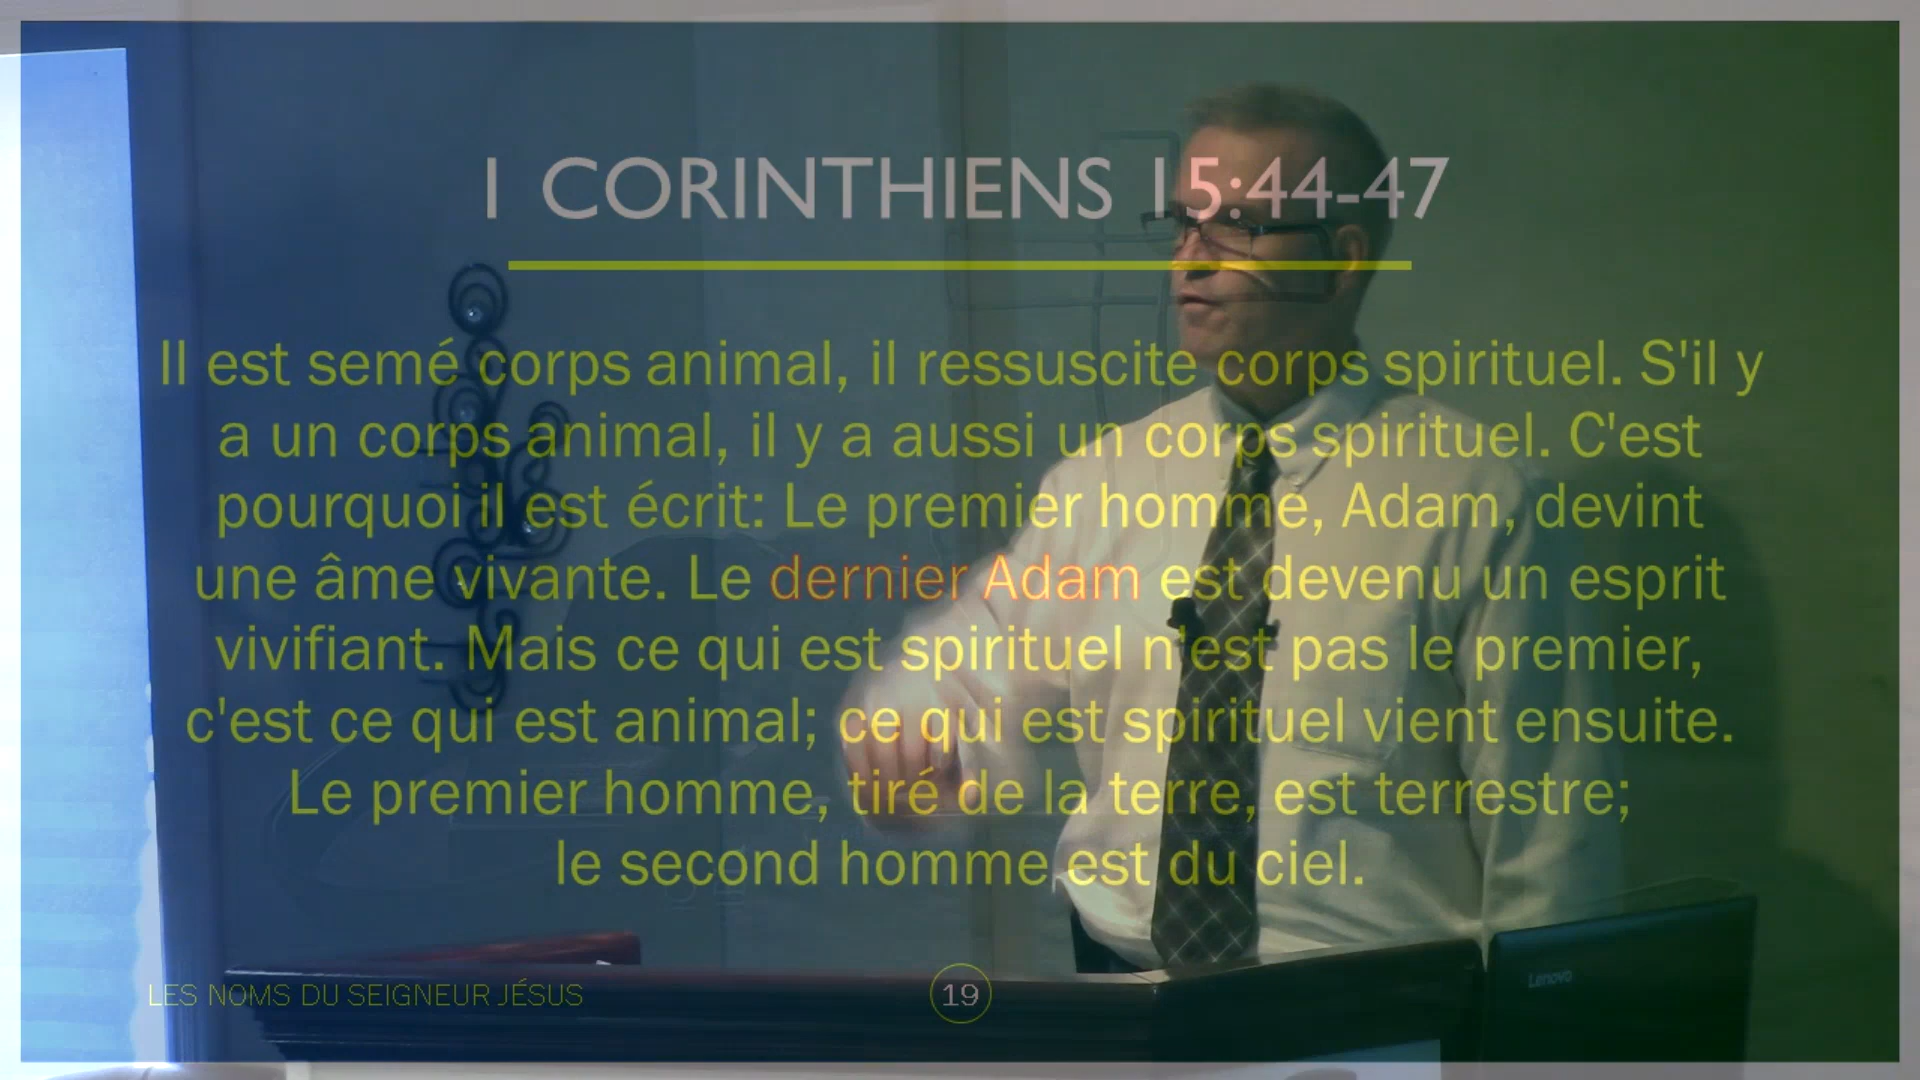 1 CORINTHIENS 15:44-47
Il est semé corps animal, il ressuscite corps spirituel. S'il y
a un corps animal, il y a aussi un corps spirituel. C'est
pourquoi il est écrit: Le premier homme, Adam, devint
une âme vivante. Le dernier Adam est devenu un esprit
vivifiant. Mais ce qui est spirituel n'est pas le premier,
c'est ce qui est animal; ce qui est spirituel vient ensuite.
Le premier homme, tiré de la terre, est terrestre;
le second homme est du ciel.
Lenovo
LES NOMS DU SEIGNEUR JÉSUS
19